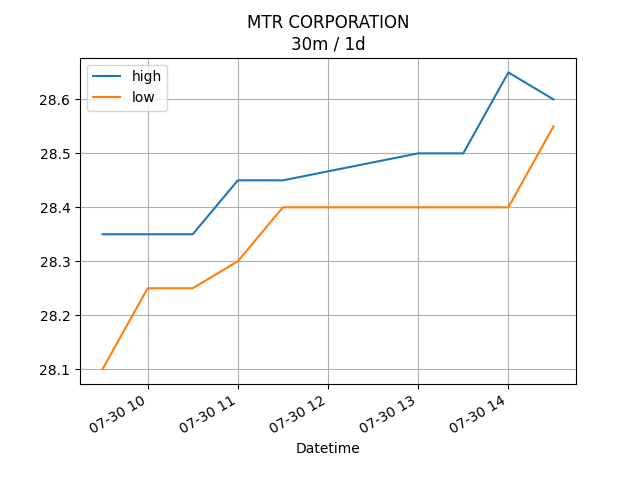 MTR CORPORATION
30m / 1d
high
low
28.6
28.5
28.4
28.3
28.2
28.1
07-30 10
07-30 11
07-30 12
07-30 13
07-30 14
Datetime